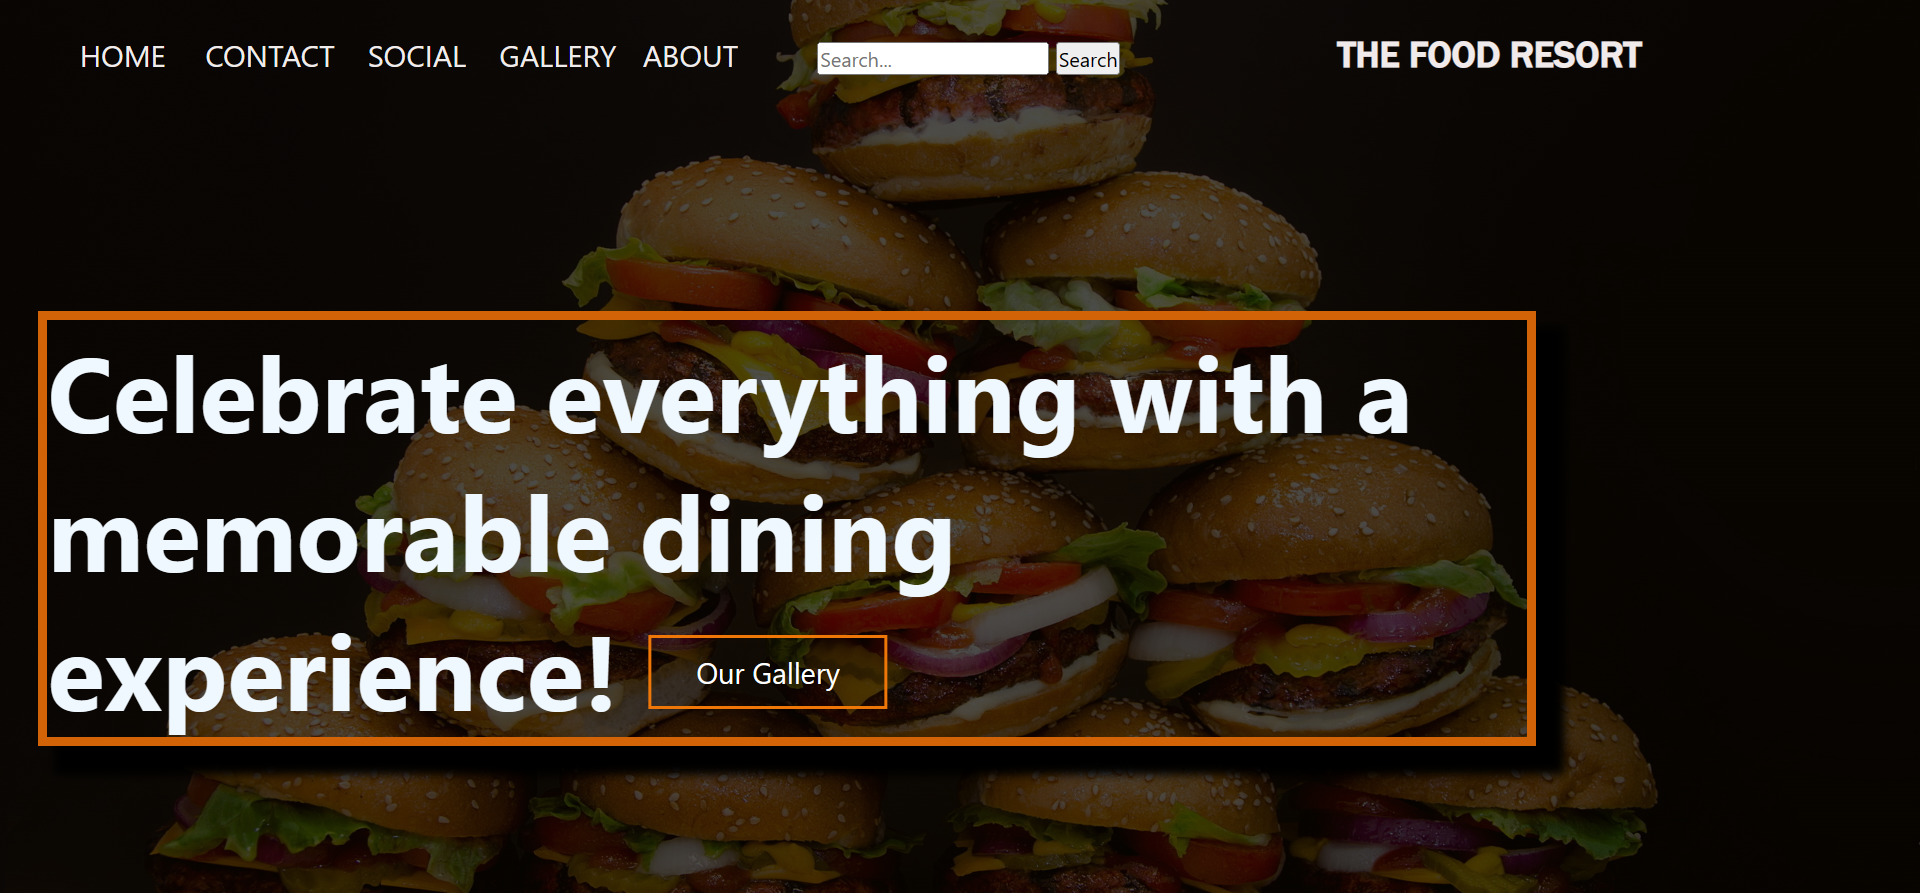 HOME CONTACT SOCIAL GALLERY ABOUT Search... Search THE FOOD RESORT
Celebrate everything with a
memorable dining
experience! Our Gallery